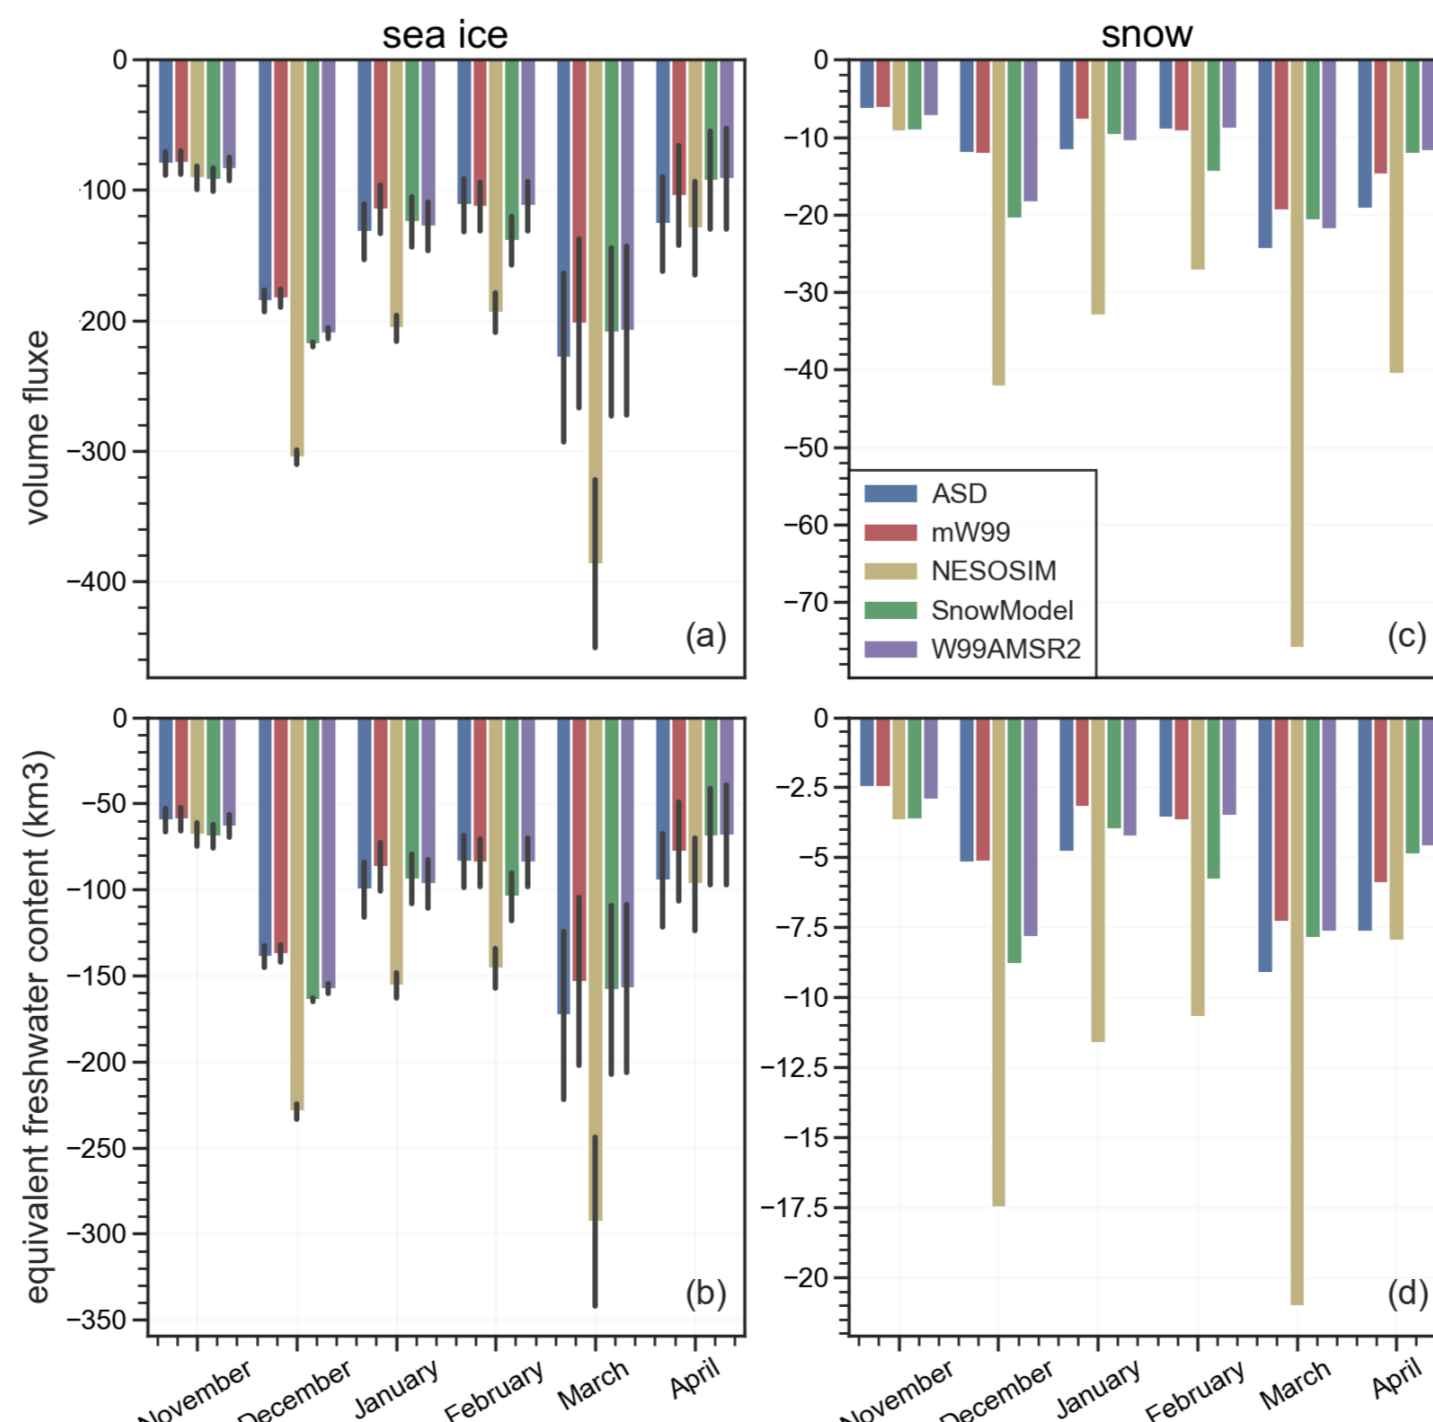 sea ice
snow
0
·100
·200
−300
−400
volume fluxe
(a)
0
−10
−20
−30
−40
−50
−60
−70
ASD
mW99
NESOSIM
SnowModel
W99AMSR2
(c)
0
−50
−100
−150
−200
−250
−300
−350
equivalent freshwater content (km3)
(b)
November
December
January
February
March
April
0
−2.5
−5
−7.5
−10
−12.5
−15
−17.5
−20
(d)
November
December
January
February
March
April